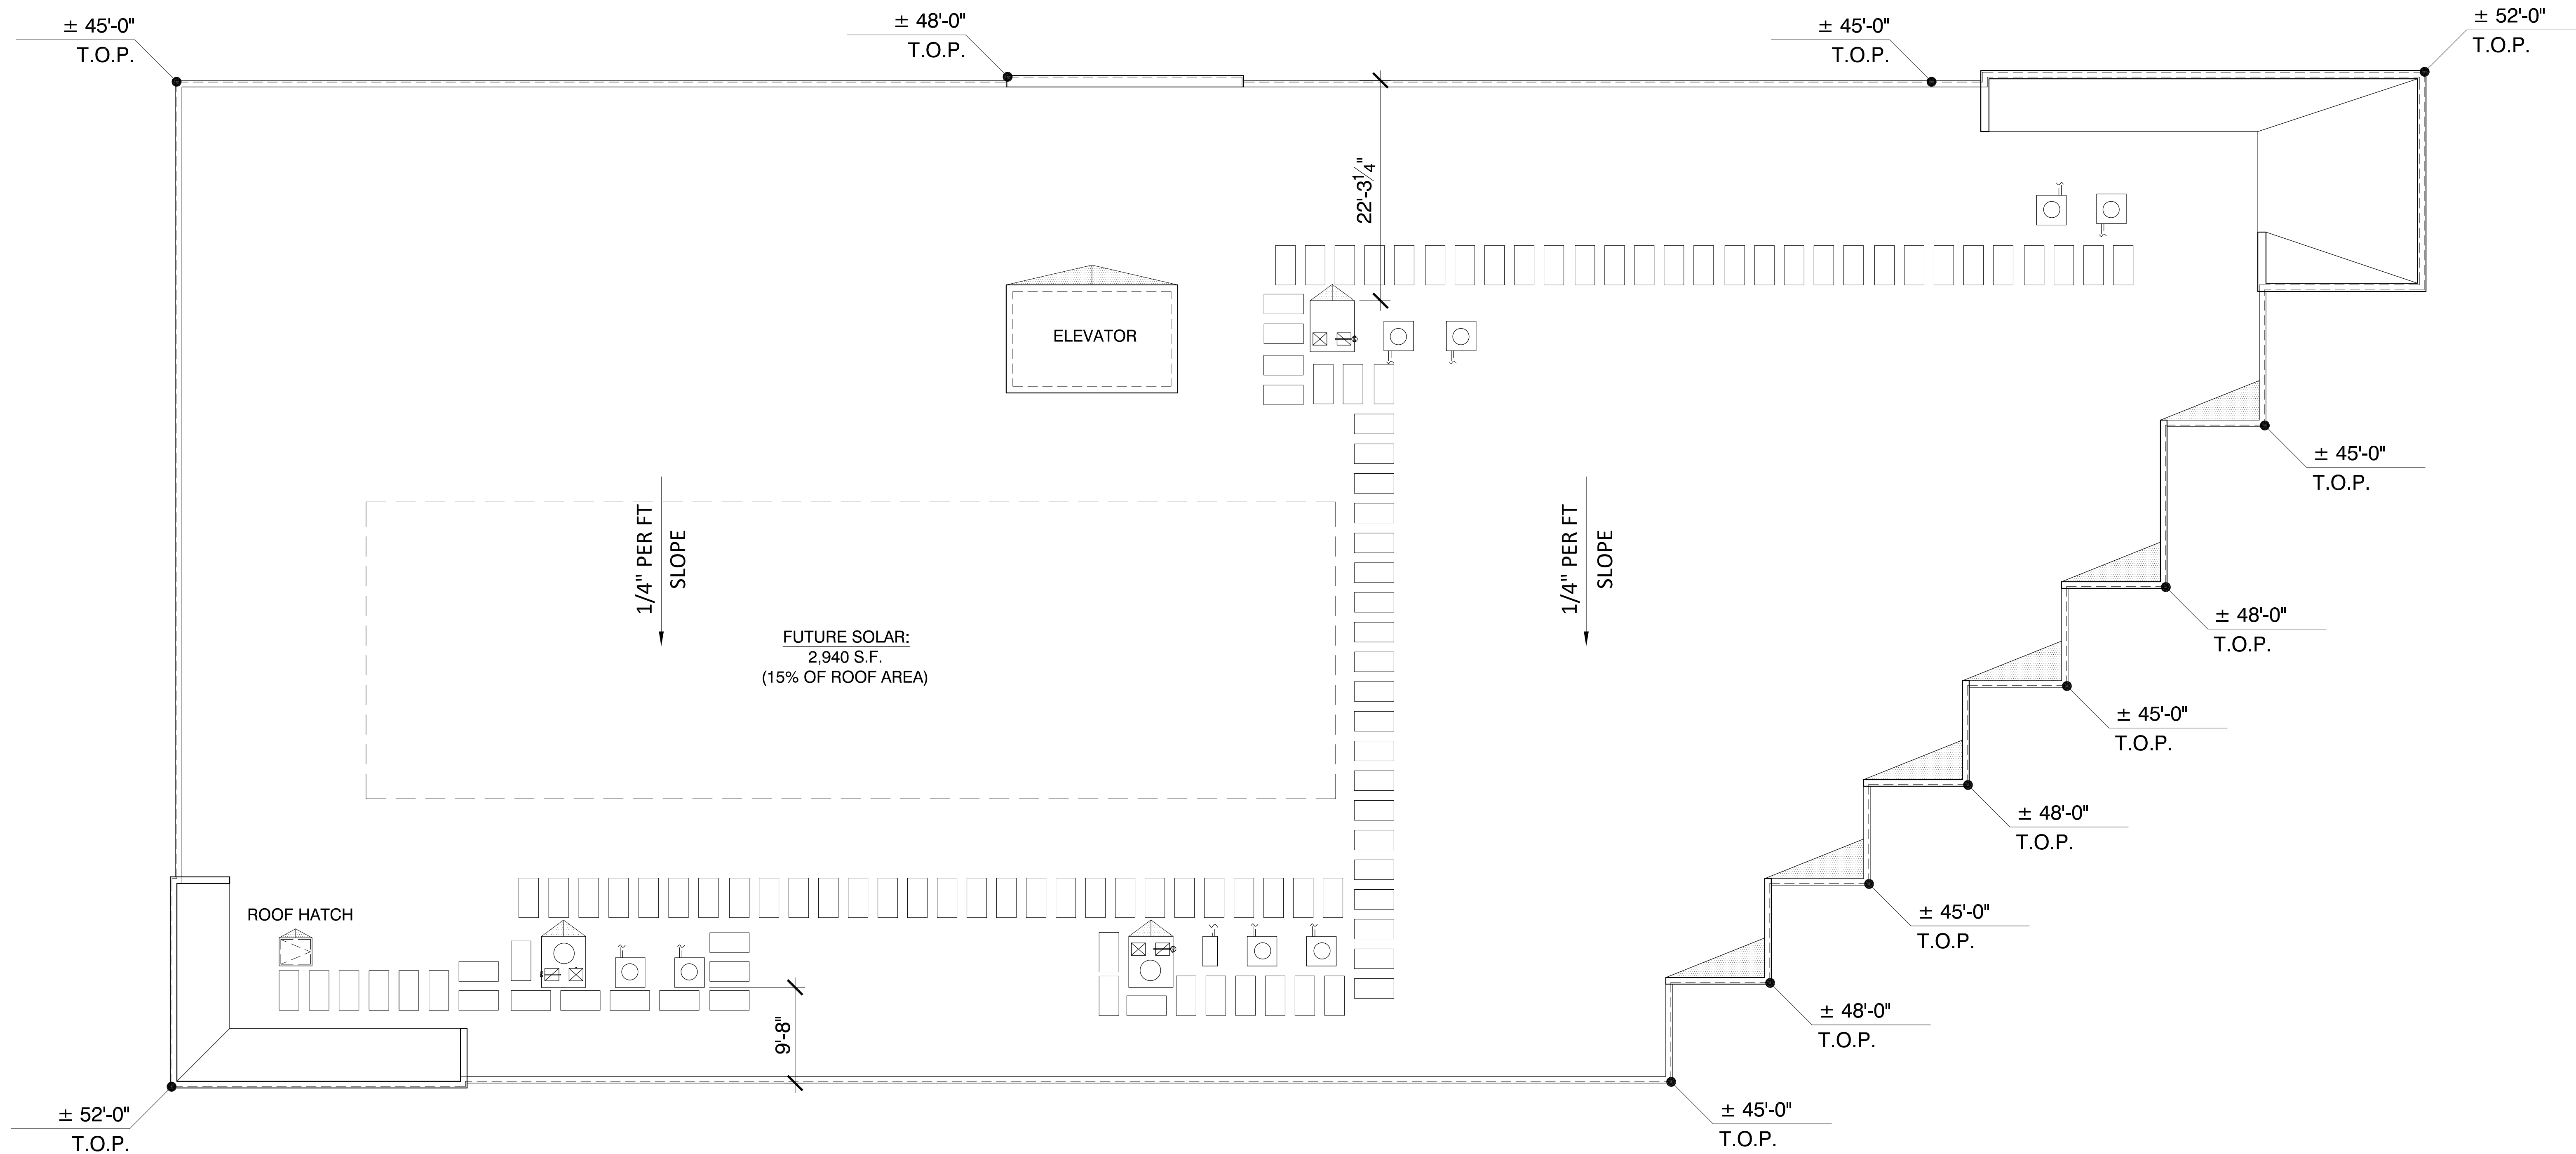 ± 45'-0"
T.O.P.
± 48'-0"
T.O.P.
± 45'-0"
T.O.P.
± 52'-0"
T.O.P.
22'-3 1/4"
ELEVATOR
± 45'-0"
T.O.P.
1/4" PER FT
SLOPE
1/4" PER FT
SLOPE
± 48'-0"
T.O.P.
FUTURE SOLAR:
2,940 S.F.
(15% OF ROOF AREA)
± 45'-0"
T.O.P.
± 48'-0"
T.O.P.
± 45'-0"
T.O.P.
ROOF HATCH
± 48'-0"
T.O.P.
9'-8"
± 52'-0"
T.O.P.
± 45'-0"
T.O.P.